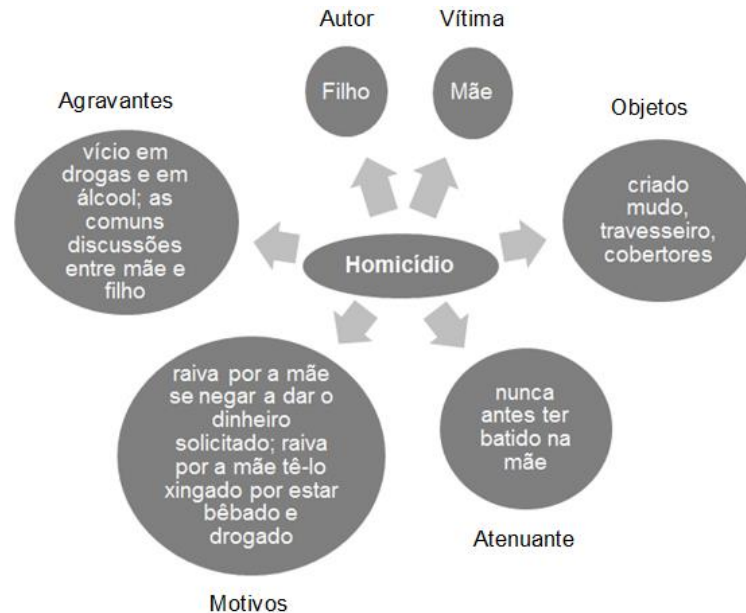 Autor
Filho
Vítima
Mãe
Agravantes
vício em
drogas e em
álcool; as
comuns
discussões
entre mãe e
filho
Objetos
criado
mudo,
travesseiro,
cobertores
Homicídio
raiva por a mãe
se negar a dar o
dinheiro
solicitado; raiva
por a mãe tê-lo
xingado por estar
bêbado e
drogado
Motivos
nunca
antes ter
batido na
mãe
Atenuante